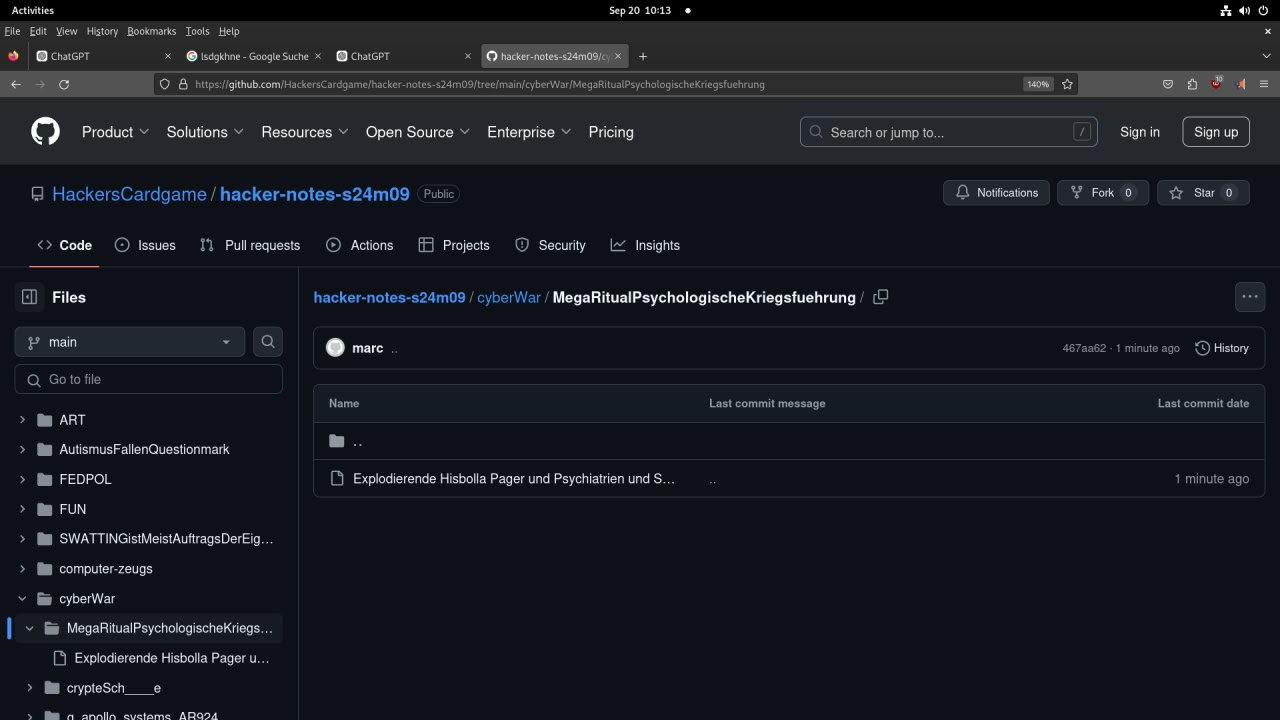 Activities
Sep 20 10:13
File Edit View History Bookmarks Tools Help
ChatGPT
lsdgkhne - Google Suche
ChatGPT
hacker-notes-s24m09/cy
https://github.com/HackersCardgame/hacker-notes-s24m09/tree/main/cyberWar/MegaRitualPsychologischeKriegsfuehrung
140%
10
Product Solutions Resources Open Source Enterprise Pricing
Search or jump to... /
Sign in
Sign up
HackersCardgame / hacker-notes-s24m09 Public
Notifications
Fork 0
Star 0
Code Issues Pull requests Actions Projects Security Insights
Files
main
Go to file
ART
AutismusFallenQuestionmark
FEDPOL
FUN
SWATTINGistMeistAuftragsDerEig...
computer-zeugs
cyberWar
MegaRitualPsychologischeKriegs...
Explodierende Hisbolla Pager u...
crypteSch____e
g_apollo_systems_AR924
hacker-notes-s24m09 / cyberWar / MegaRitualPsychologischeKriegsfuehrung /
marc ..
467aa62 · 1 minute ago
History
Name Last commit message Last commit date
..
Explodierende Hisbolla Pager und Psychiatrien und S... .. 1 minute ago